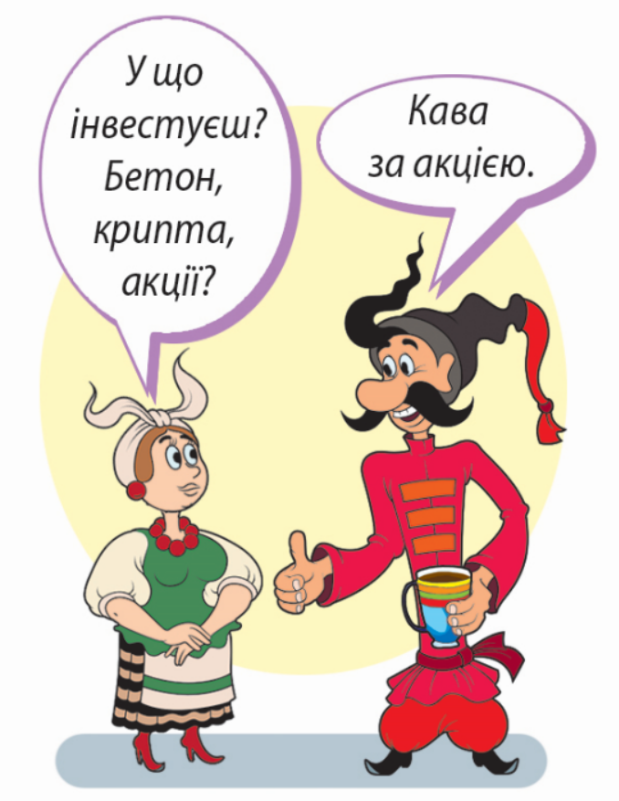 У що
інвестуєш?
Бетон,
крипта,
акції?
Кава
за акцією.